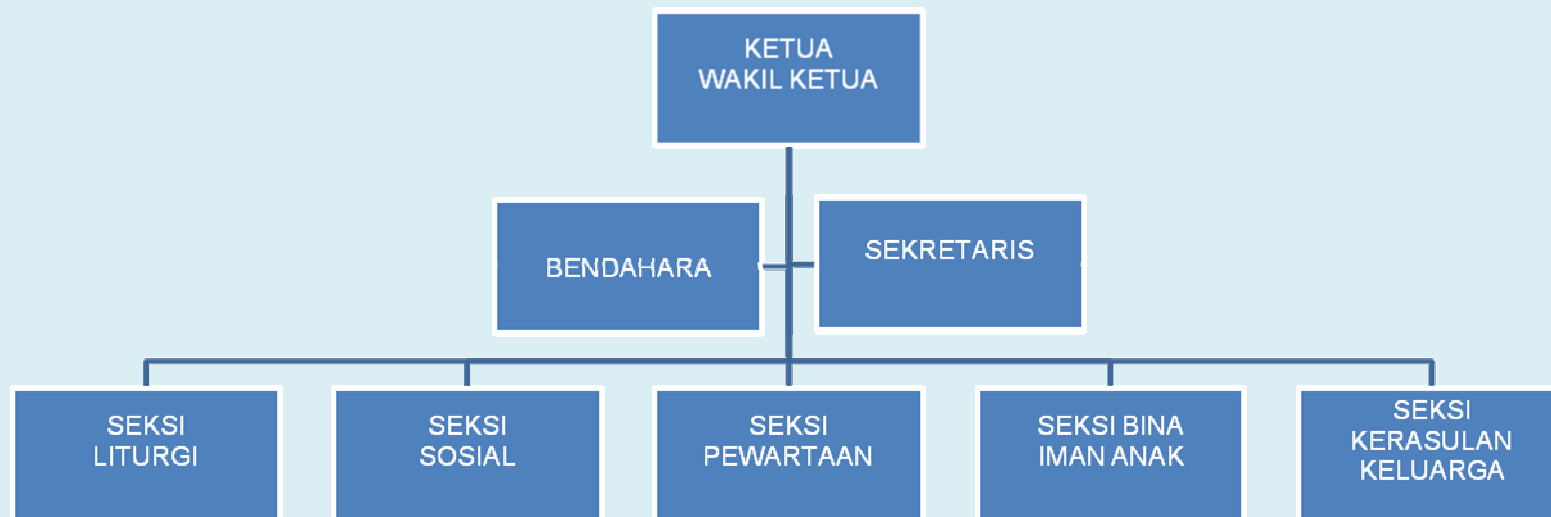 KETUA
WAKIL KETUA
BENDAHARA
SEKRETARIS
SEKSI
LITURGI
SEKSI
SOSIAL
SEKSI
PEWARTAAN
SEKSI BINA
IMAN ANAK
SEKSI
KERASULAN
KELUARGA